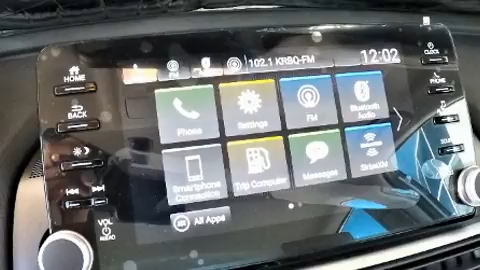 CLOCK
HOME
102.1 KRBQ-FM
12:02
PHONE
BACK
Phone
Settings
FM
Bluetooth
Audio
Smartphone
Connection
Trip Computer
Messages
SiriusXM
VOL
AUDIO
All Apps